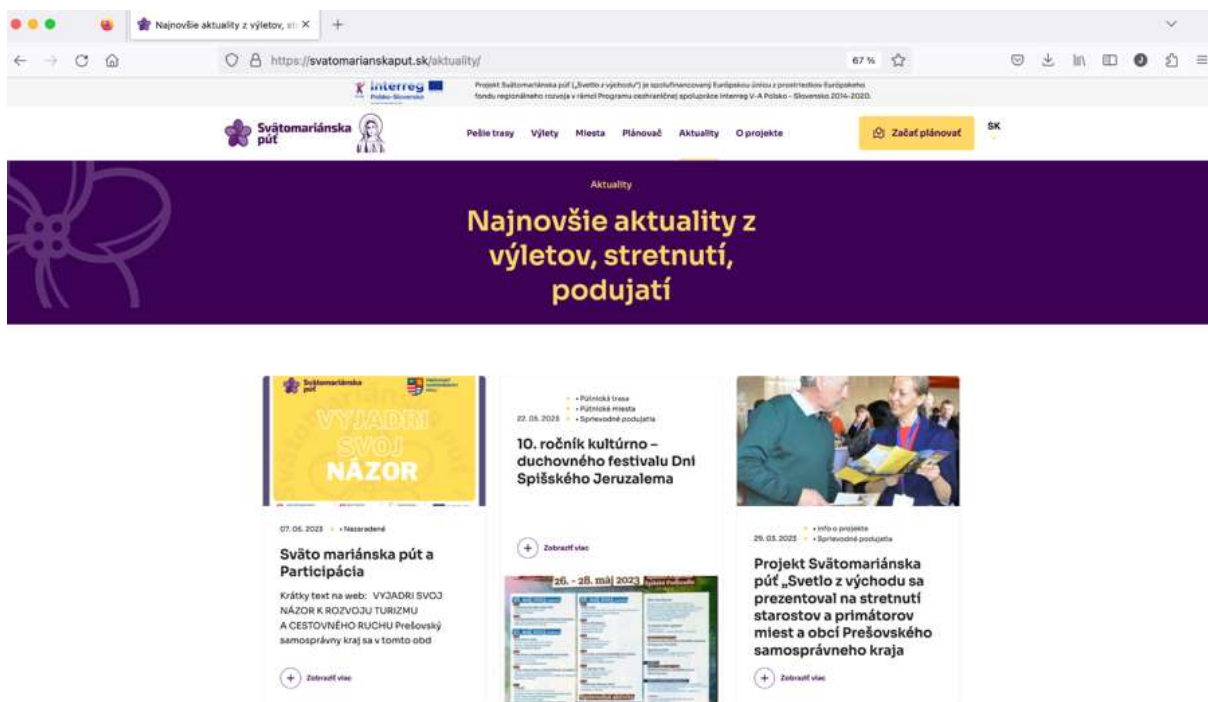 Najnovšie aktuality z výletov, str
https://svatomarianskaput.sk/aktuality/
67 %
Interreg
Polsko-Slovensko
Projekt Svätomariánska púť („Svetlo z východu“) je spolufinancovaný Európskou úniou z prostriedkov Európskeho
fondu regionálneho rozvoja v rámci Programu cezhraničnej spolupráce Interreg V-A Poľsko - Slovensko 2014-2020.
Svätomariánska
púť
Pešie trasy
Výlety
Miesta
Plánovač
Aktuality
O projekte
Začať plánovať
SK
Aktuality
Najnovšie aktuality z
výletov, stretnutí,
podujatí
Svätomariánska
púť
VYJADRI
SVOJ
NÁZOR
07. 06. 2023 • Nezaradené
Sväto mariánska pút a
Participácia
Krátky text na web: VYJADRI SVOJ
NÁZOR K ROZVOJU TURIZMU
A CESTOVNÉHO RUCHU Prešovský
samosprávny kraj sa v tomto obd
Zobraziť viac
• Pútnická trasa
• Pútnické miesta
22. 05. 2023 • Sprievodné podujatia
10. ročník kultúrno –
duchovného festivalu Dni
Spišského Jeruzalema
Zobraziť viac
26. - 28. máj 2023
• Info o projekte
29. 03. 2023 • Sprievodné podujatia
Projekt Svätomariánska
púť „Svetlo z východu sa
prezentoval na stretnutí
starostov a primátorov
miest a obcí Prešovského
samosprávneho kraja
Zobraziť viac